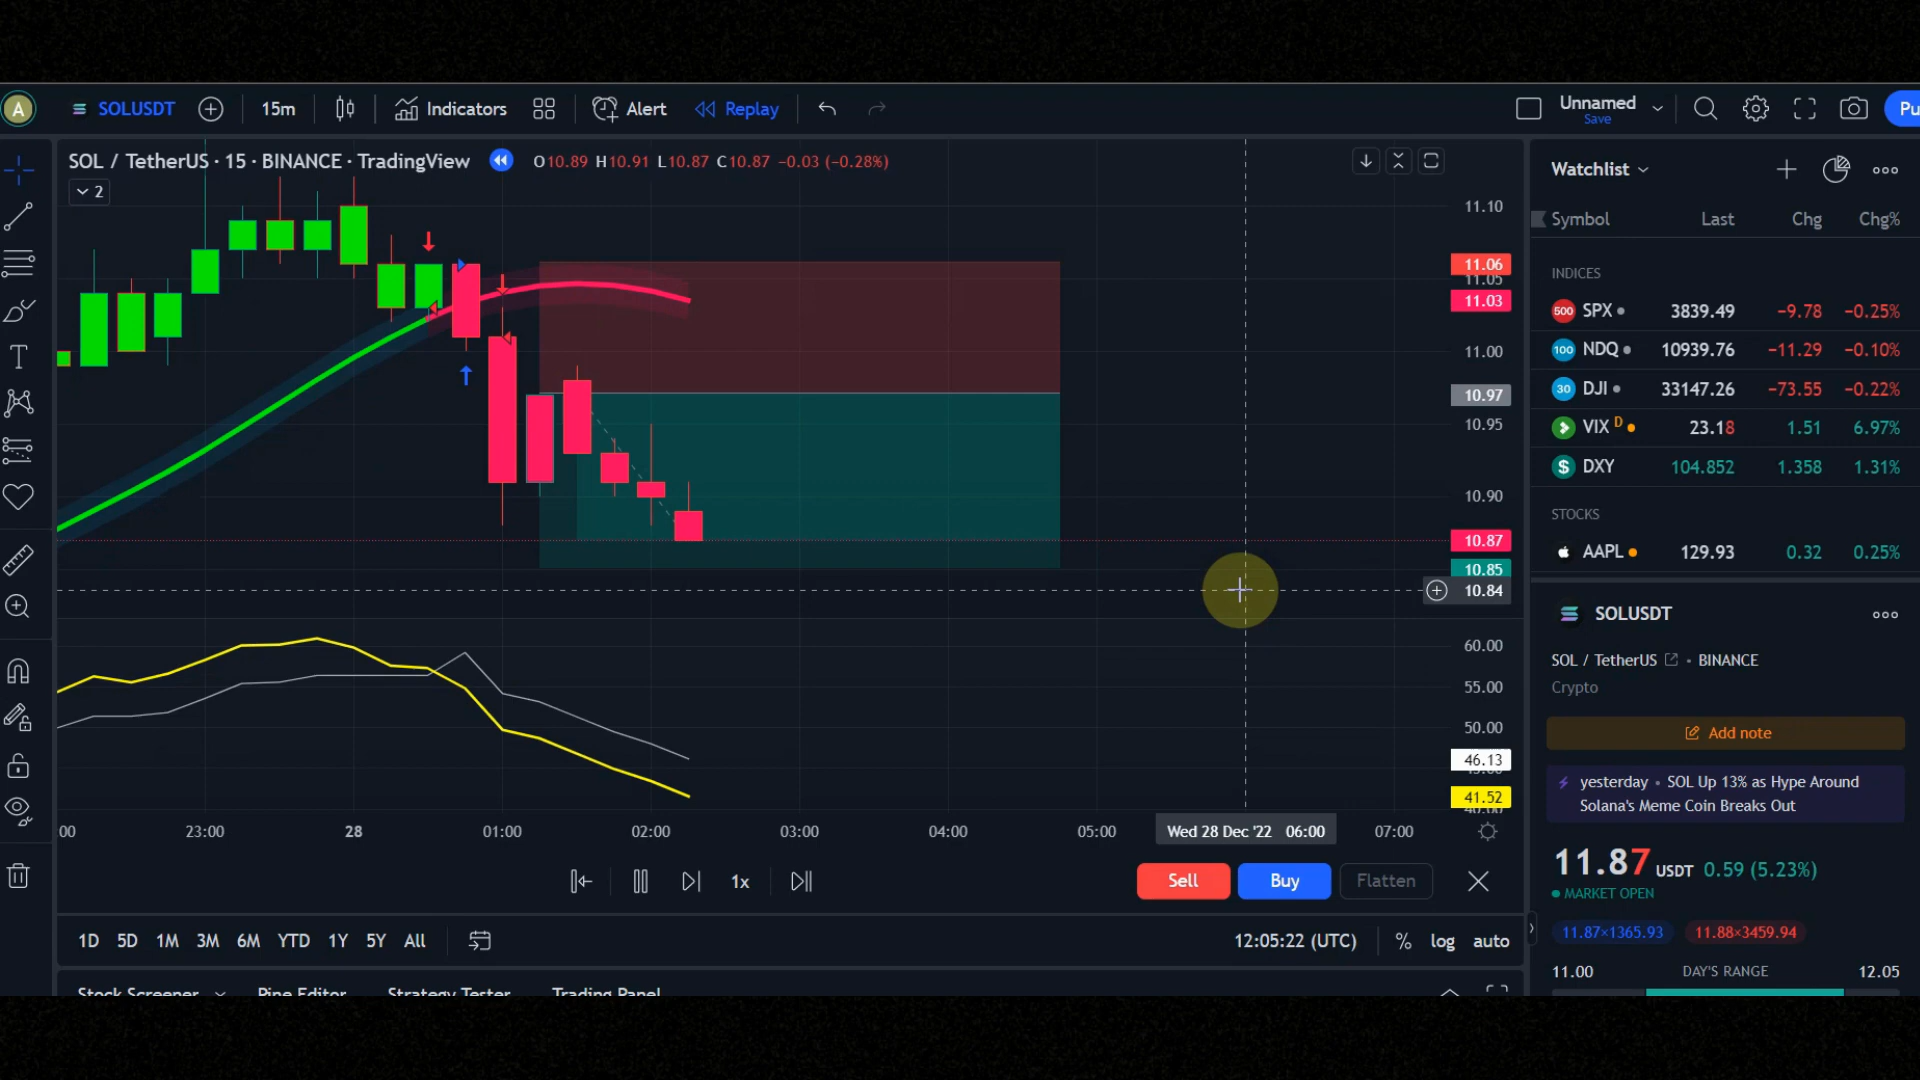 A
SOLUSDT
15m
Indicators
Alert
Replay
Unnamed
Save
Pu
SOL / TetherUS · 15 · BINANCE · TradingView
O10.89 H10.91 L10.87 C10.87 −0.03 (−0.28%)
2
11.10
11.06
11.05
11.03
11.00
10.97
10.95
10.90
10.87
10.85
10.84
60.00
55.00
50.00
46.13
41.52
00
23:00
28
01:00
02:00
03:00
04:00
05:00
Wed 28 Dec '22 06:00
07:00
1x
Sell
Buy
Flatten
1D 5D 1M 3M 6M YTD 1Y 5Y All
12:05:22 (UTC)
% log auto
Stock Screener
Pine Editor
Strategy Tester
Trading Panel
Watchlist
Symbol Last Chg Chg%
INDICES
500 SPX 3839.49 −9.78 −0.25%
100 NDQ 10939.76 −11.29 −0.10%
30 DJI 33147.26 −73.55 −0.22%
VIX D 23.18 1.51 6.97%
$ DXY 104.852 1.358 1.31%
STOCKS
AAPL 129.93 0.32 0.25%
SOLUSDT
SOL / TetherUS • BINANCE
Crypto
Add note
yesterday • SOL Up 13% as Hype Around
Solana's Meme Coin Breaks Out
11.87 USDT 0.59 (5.23%)
MARKET OPEN
11.87×1365.93 11.88×3459.94
11.00 DAY'S RANGE 12.05